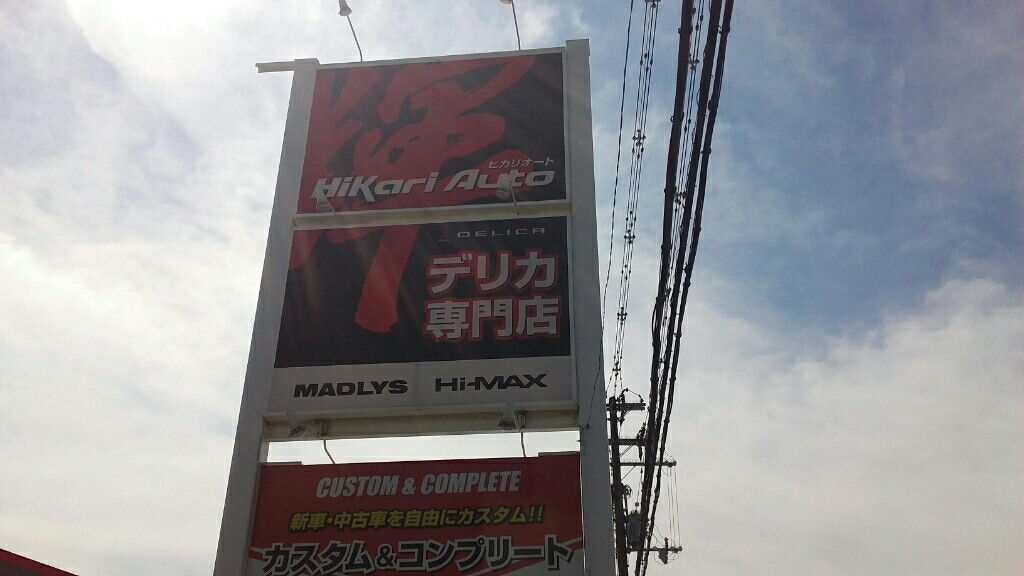 輝
ヒカリオート
HiKari Auto
DELICA
デリカ
専門店
MADLYS Hi-MAX
CUSTOM & COMPLETE
新車・中古車を自由にカスタム!!
カスタム&コンプリート